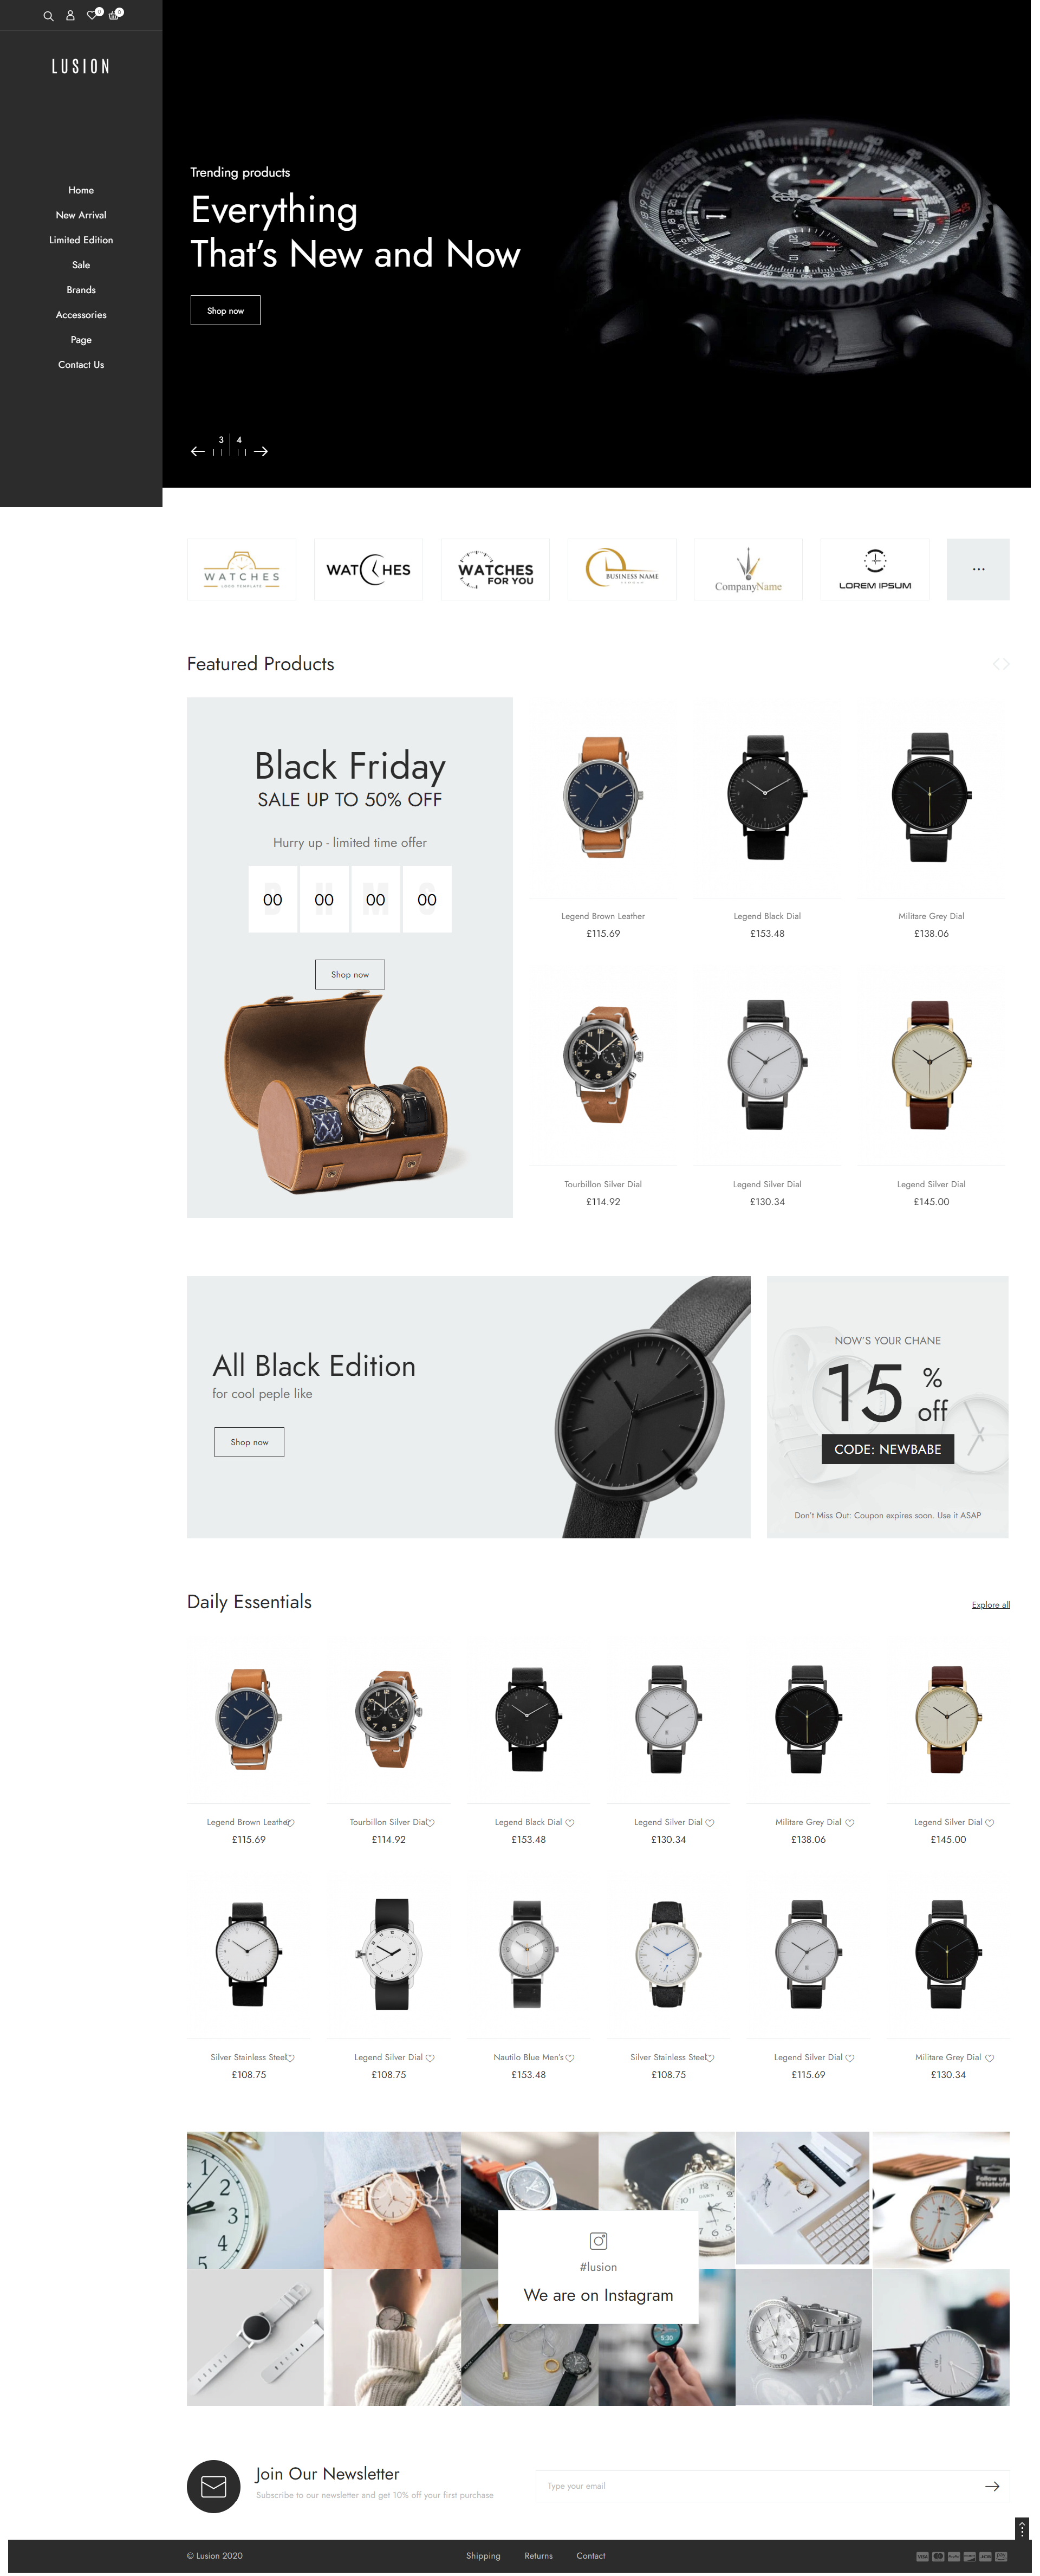 0
0
LUSION
Home
New Arrival
Limited Edition
Sale
Brands
Accessories
Page
Contact Us
Trending products
Everything
That's New and Now
Shop now
3 4
WATCHES
LOGO TEMPLATE
WATCHES
WATCHES
FOR YOU
BUSINESS NAME
CompanyName
LOREM IPSUM
...
Featured Products
Black Friday
SALE UP TO 50% OFF
Hurry up - limited time offer
D H M S
00 00 00 00
Shop now
Legend Brown Leather
£115.69
Legend Black Dial
£153.48
Militare Grey Dial
£138.06
Tourbillon Silver Dial
£114.92
Legend Silver Dial
£130.34
Legend Silver Dial
£145.00
All Black Edition
for cool peple like
Shop now
NOW'S YOUR CHANE
15 % off
CODE: NEWBABE
Don't Miss Out: Coupon expires soon. Use it ASAP
Daily Essentials
Explore all
Legend Brown Leather
£115.69
Tourbillon Silver Dial
£114.92
Legend Black Dial
£153.48
Legend Silver Dial
£130.34
Militare Grey Dial
£138.06
Legend Silver Dial
£145.00
Silver Stainless Steel
£108.75
Legend Silver Dial
£108.75
Nautilo Blue Men's
£153.48
Silver Stainless Steel
£108.75
Legend Silver Dial
£115.69
Militare Grey Dial
£130.34
Follow us
#lusion
We are on Instagram
5:30
Join Our Newsletter
Subscribe to our newsletter and get 10% off your first purchase
Type your email
© Lusion 2020
Shipping
Returns
Contact